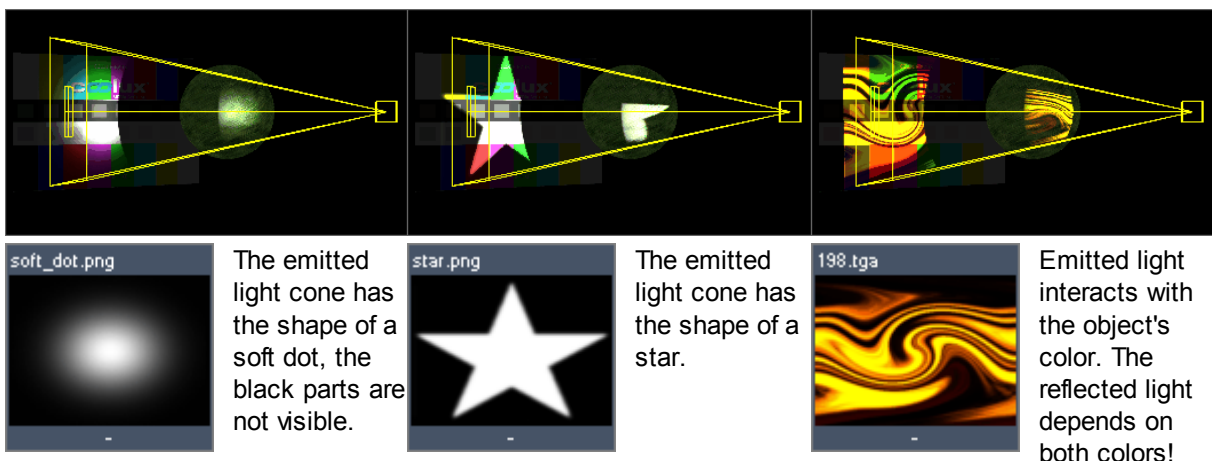 soft_dot.png
-
The emitted
light cone has
the shape of a
soft dot, the
black parts are
not visible.
star.png
-
The emitted
light cone has
the shape of a
star.
198.tga
-
Emitted light
interacts with
the object's
color. The
reflected light
depends on
both colors!